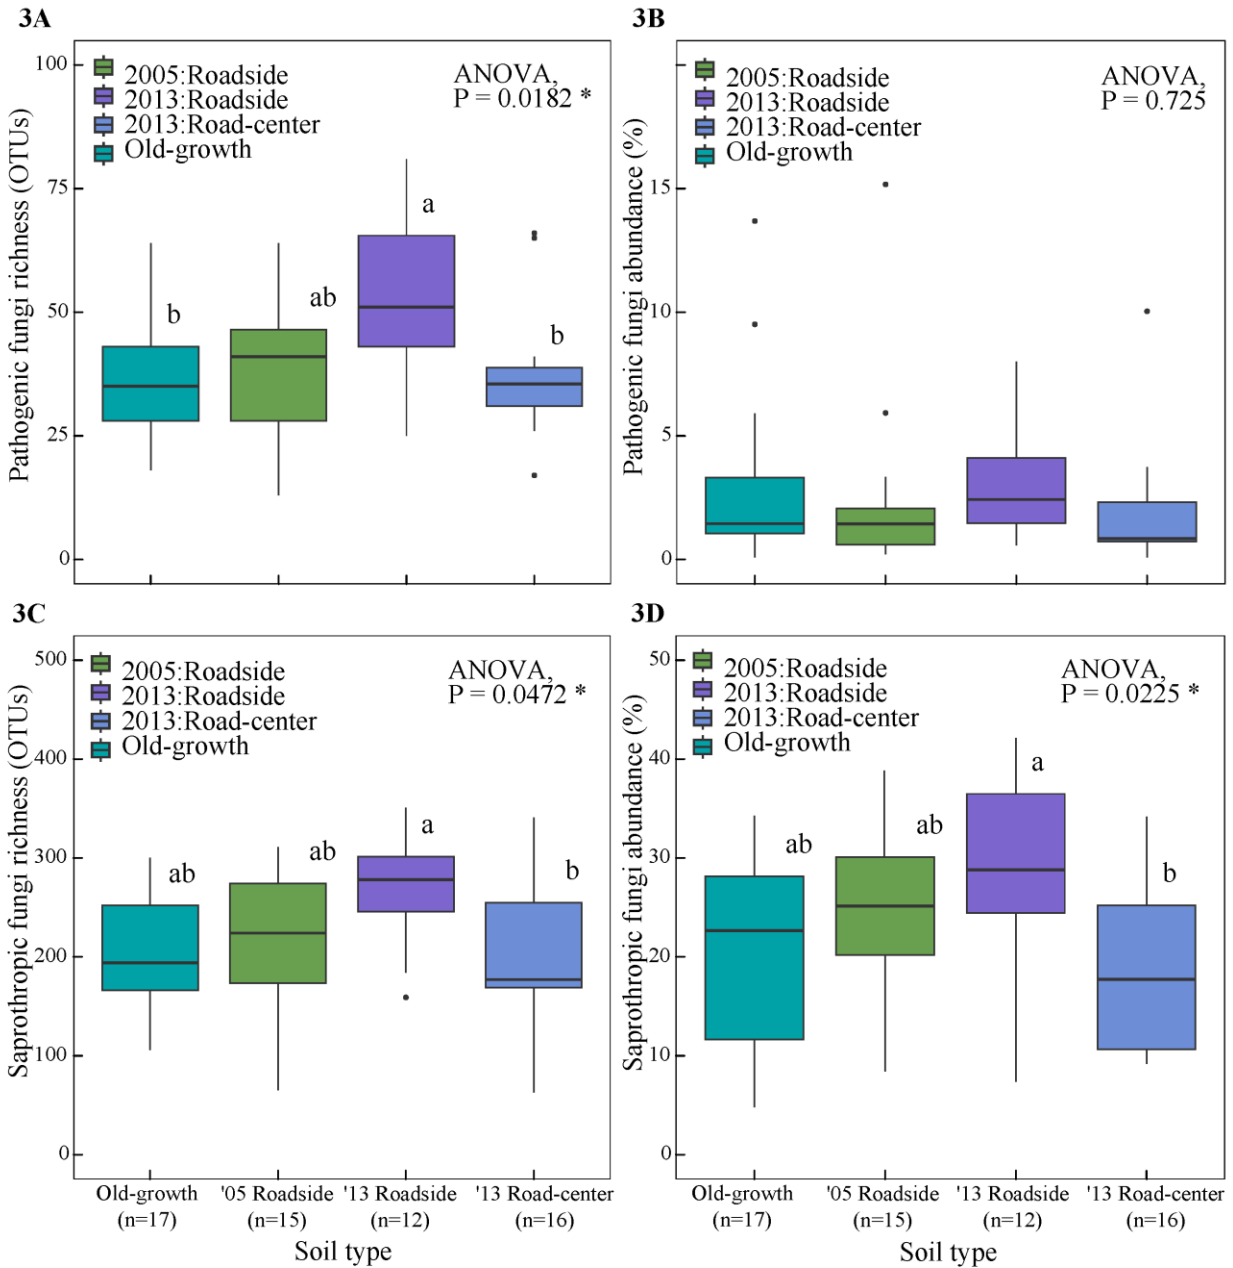 3A
Pathogenic fungi richness (OTUs)
100
75
50
25
0
2005:Roadside
2013:Roadside
2013:Road-center
Old-growth
ANOVA,
P = 0.0182 *
b
ab
a
b
3B
Pathogenic fungi abundance (%)
15
10
5
0
2005:Roadside
2013:Roadside
2013:Road-center
Old-growth
ANOVA,
P = 0.725
3C
Saprothropic fungi richness (OTUs)
500
400
300
200
100
0
2005:Roadside
2013:Roadside
2013:Road-center
Old-growth
ANOVA,
P = 0.0472 *
ab
ab
a
b
Old-growth
(n=17)
'05 Roadside
(n=15)
'13 Roadside
(n=12)
'13 Road-center
(n=16)
Soil type
3D
Saprothropic fungi abundance (%)
50
40
30
20
10
0
2005:Roadside
2013:Roadside
2013:Road-center
Old-growth
ANOVA,
P = 0.0225 *
ab
ab
a
b
Old-growth
(n=17)
'05 Roadside
(n=15)
'13 Roadside
(n=12)
'13 Road-center
(n=16)
Soil type